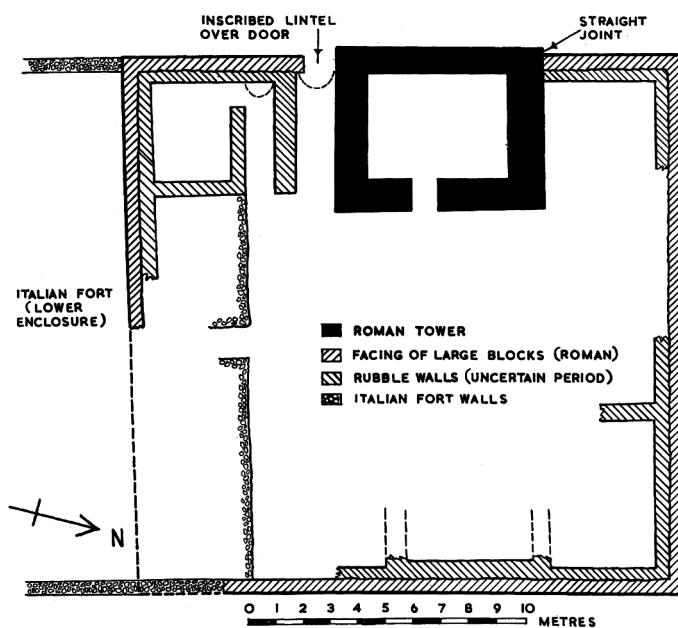 INSCRIBED LINTEL
OVER DOOR
STRAIGHT
JOINT
ITALIAN FORT
(LOWER
ENCLOSURE)
ROMAN TOWER
FACING OF LARGE BLOCKS (ROMAN)
RUBBLE WALLS (UNCERTAIN PERIOD)
ITALIAN FORT WALLS
N
0 1 2 3 4 5 6 7 8 9 10
METRES